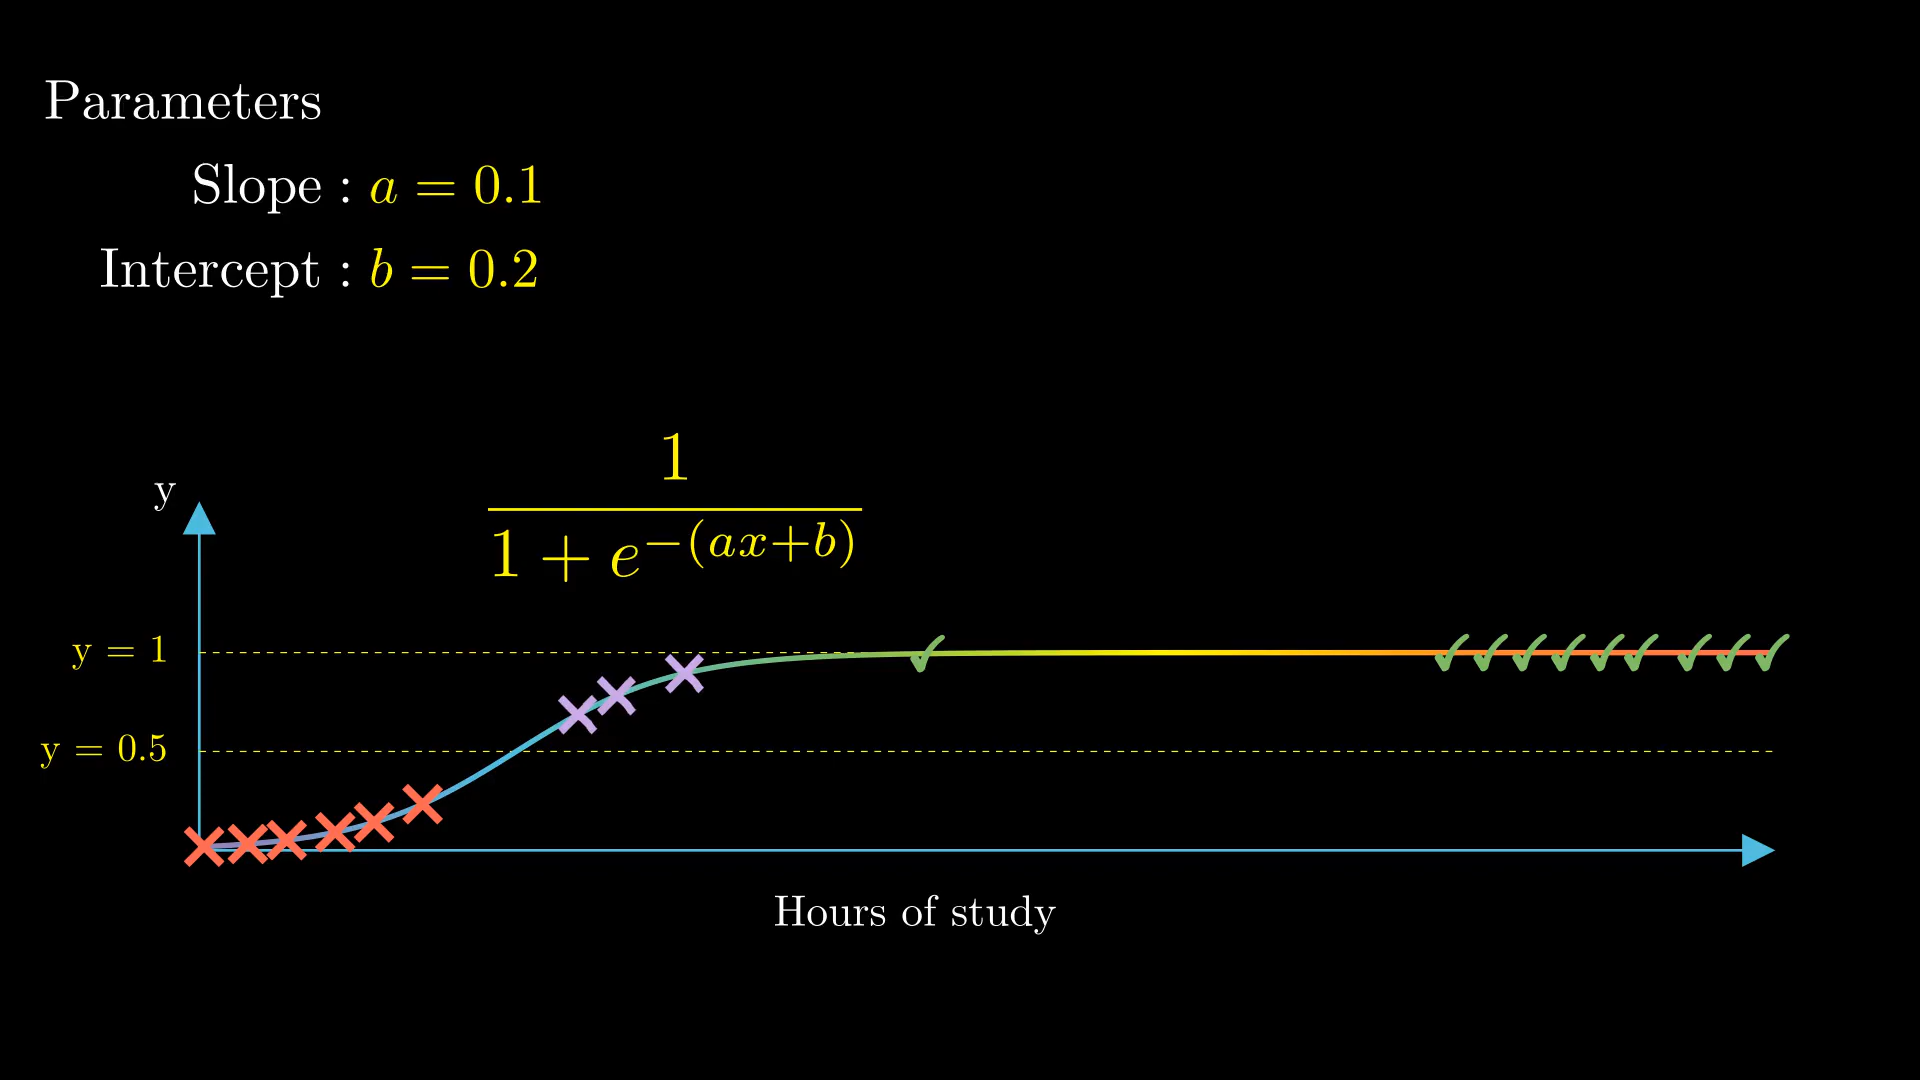 Parameters
Slope : a = 0.1
Intercept : b = 0.2
1
1 + e^{-(ax+b)}
y
y = 1
y = 0.5
Hours of study